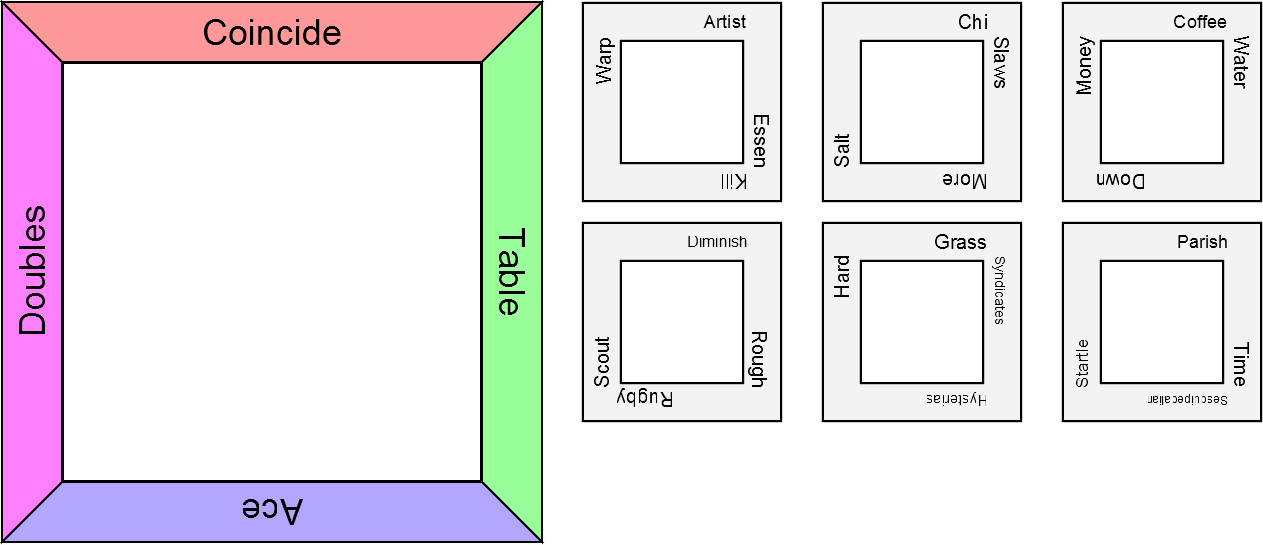 Coincide
Doubles
Table
Ace
Artist
Warp
Essen
Kill
Chi
Slaws
Salt
More
Coffee
Money
Water
Down
Diminish
Scout
Rough
Rugby
Grass
Hard
Syndicates
Hysterias
Parish
Startle
Time
Sescuipecaliar